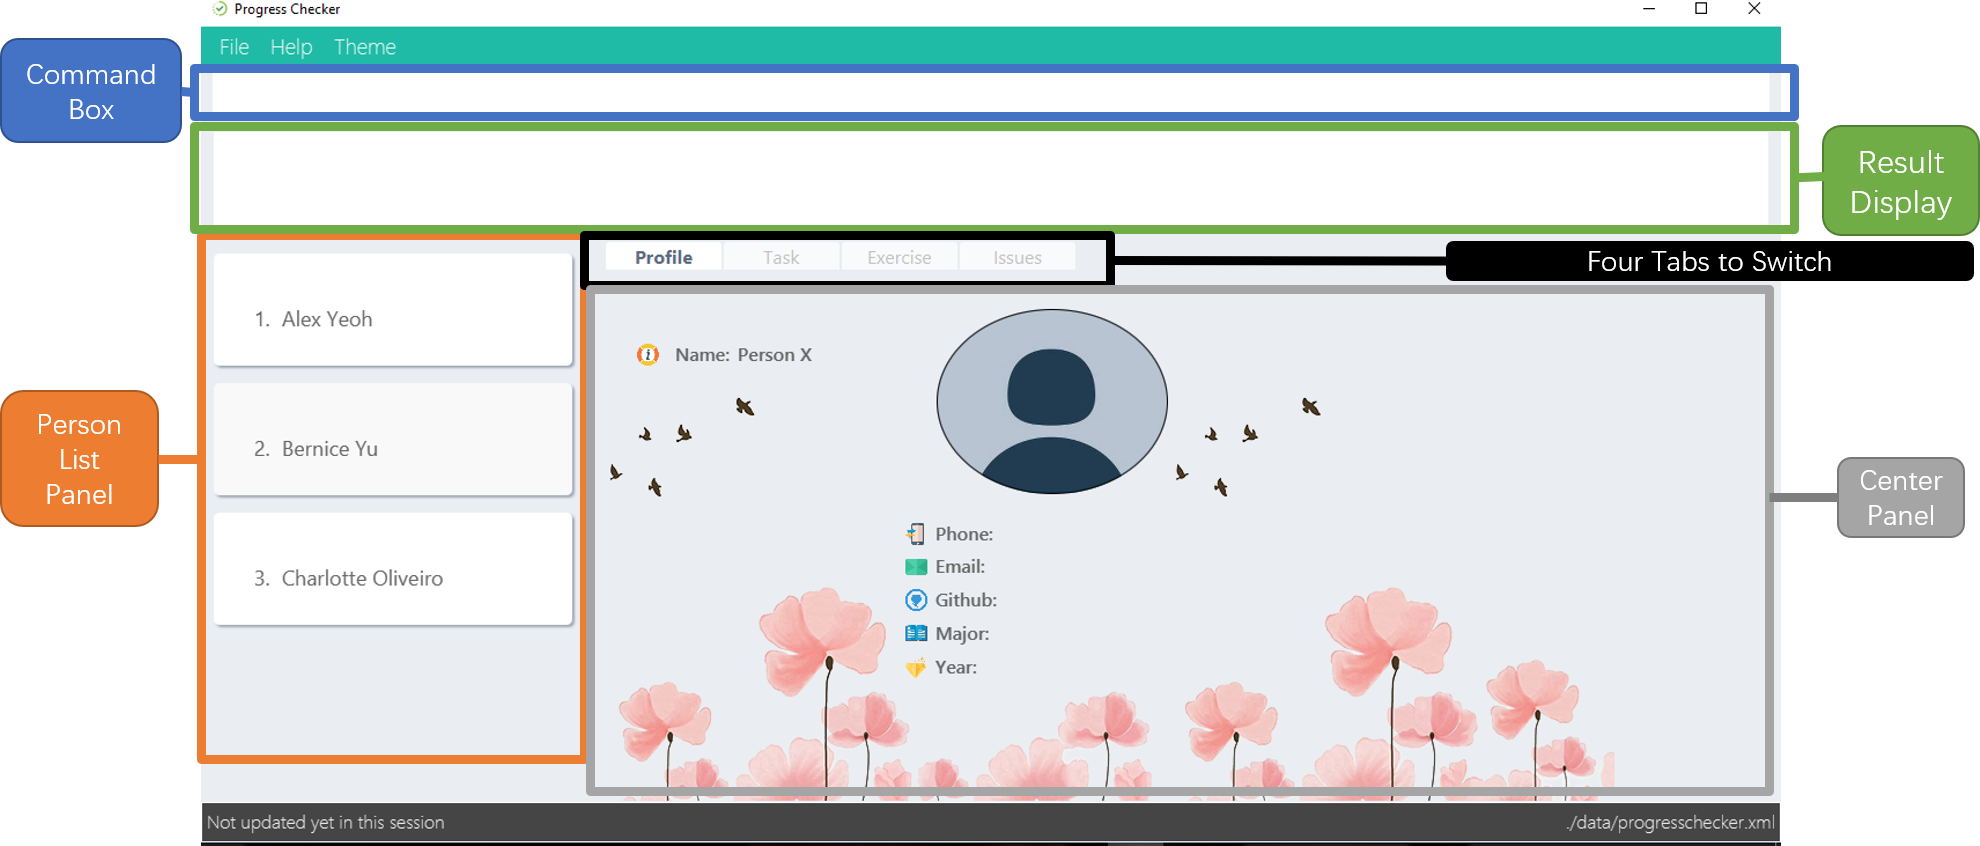 Progress Checker
File Help Theme
Command
Box
Result
Display
Profile Task Exercise Issues
Four Tabs to Switch
1. Alex Yeoh
2. Bernice Yu
3. Charlotte Oliveiro
Person
List
Panel
Name: Person X
Phone:
Email:
Github:
Major:
Year:
Center
Panel
Not updated yet in this session
./data/progresschecker.xml